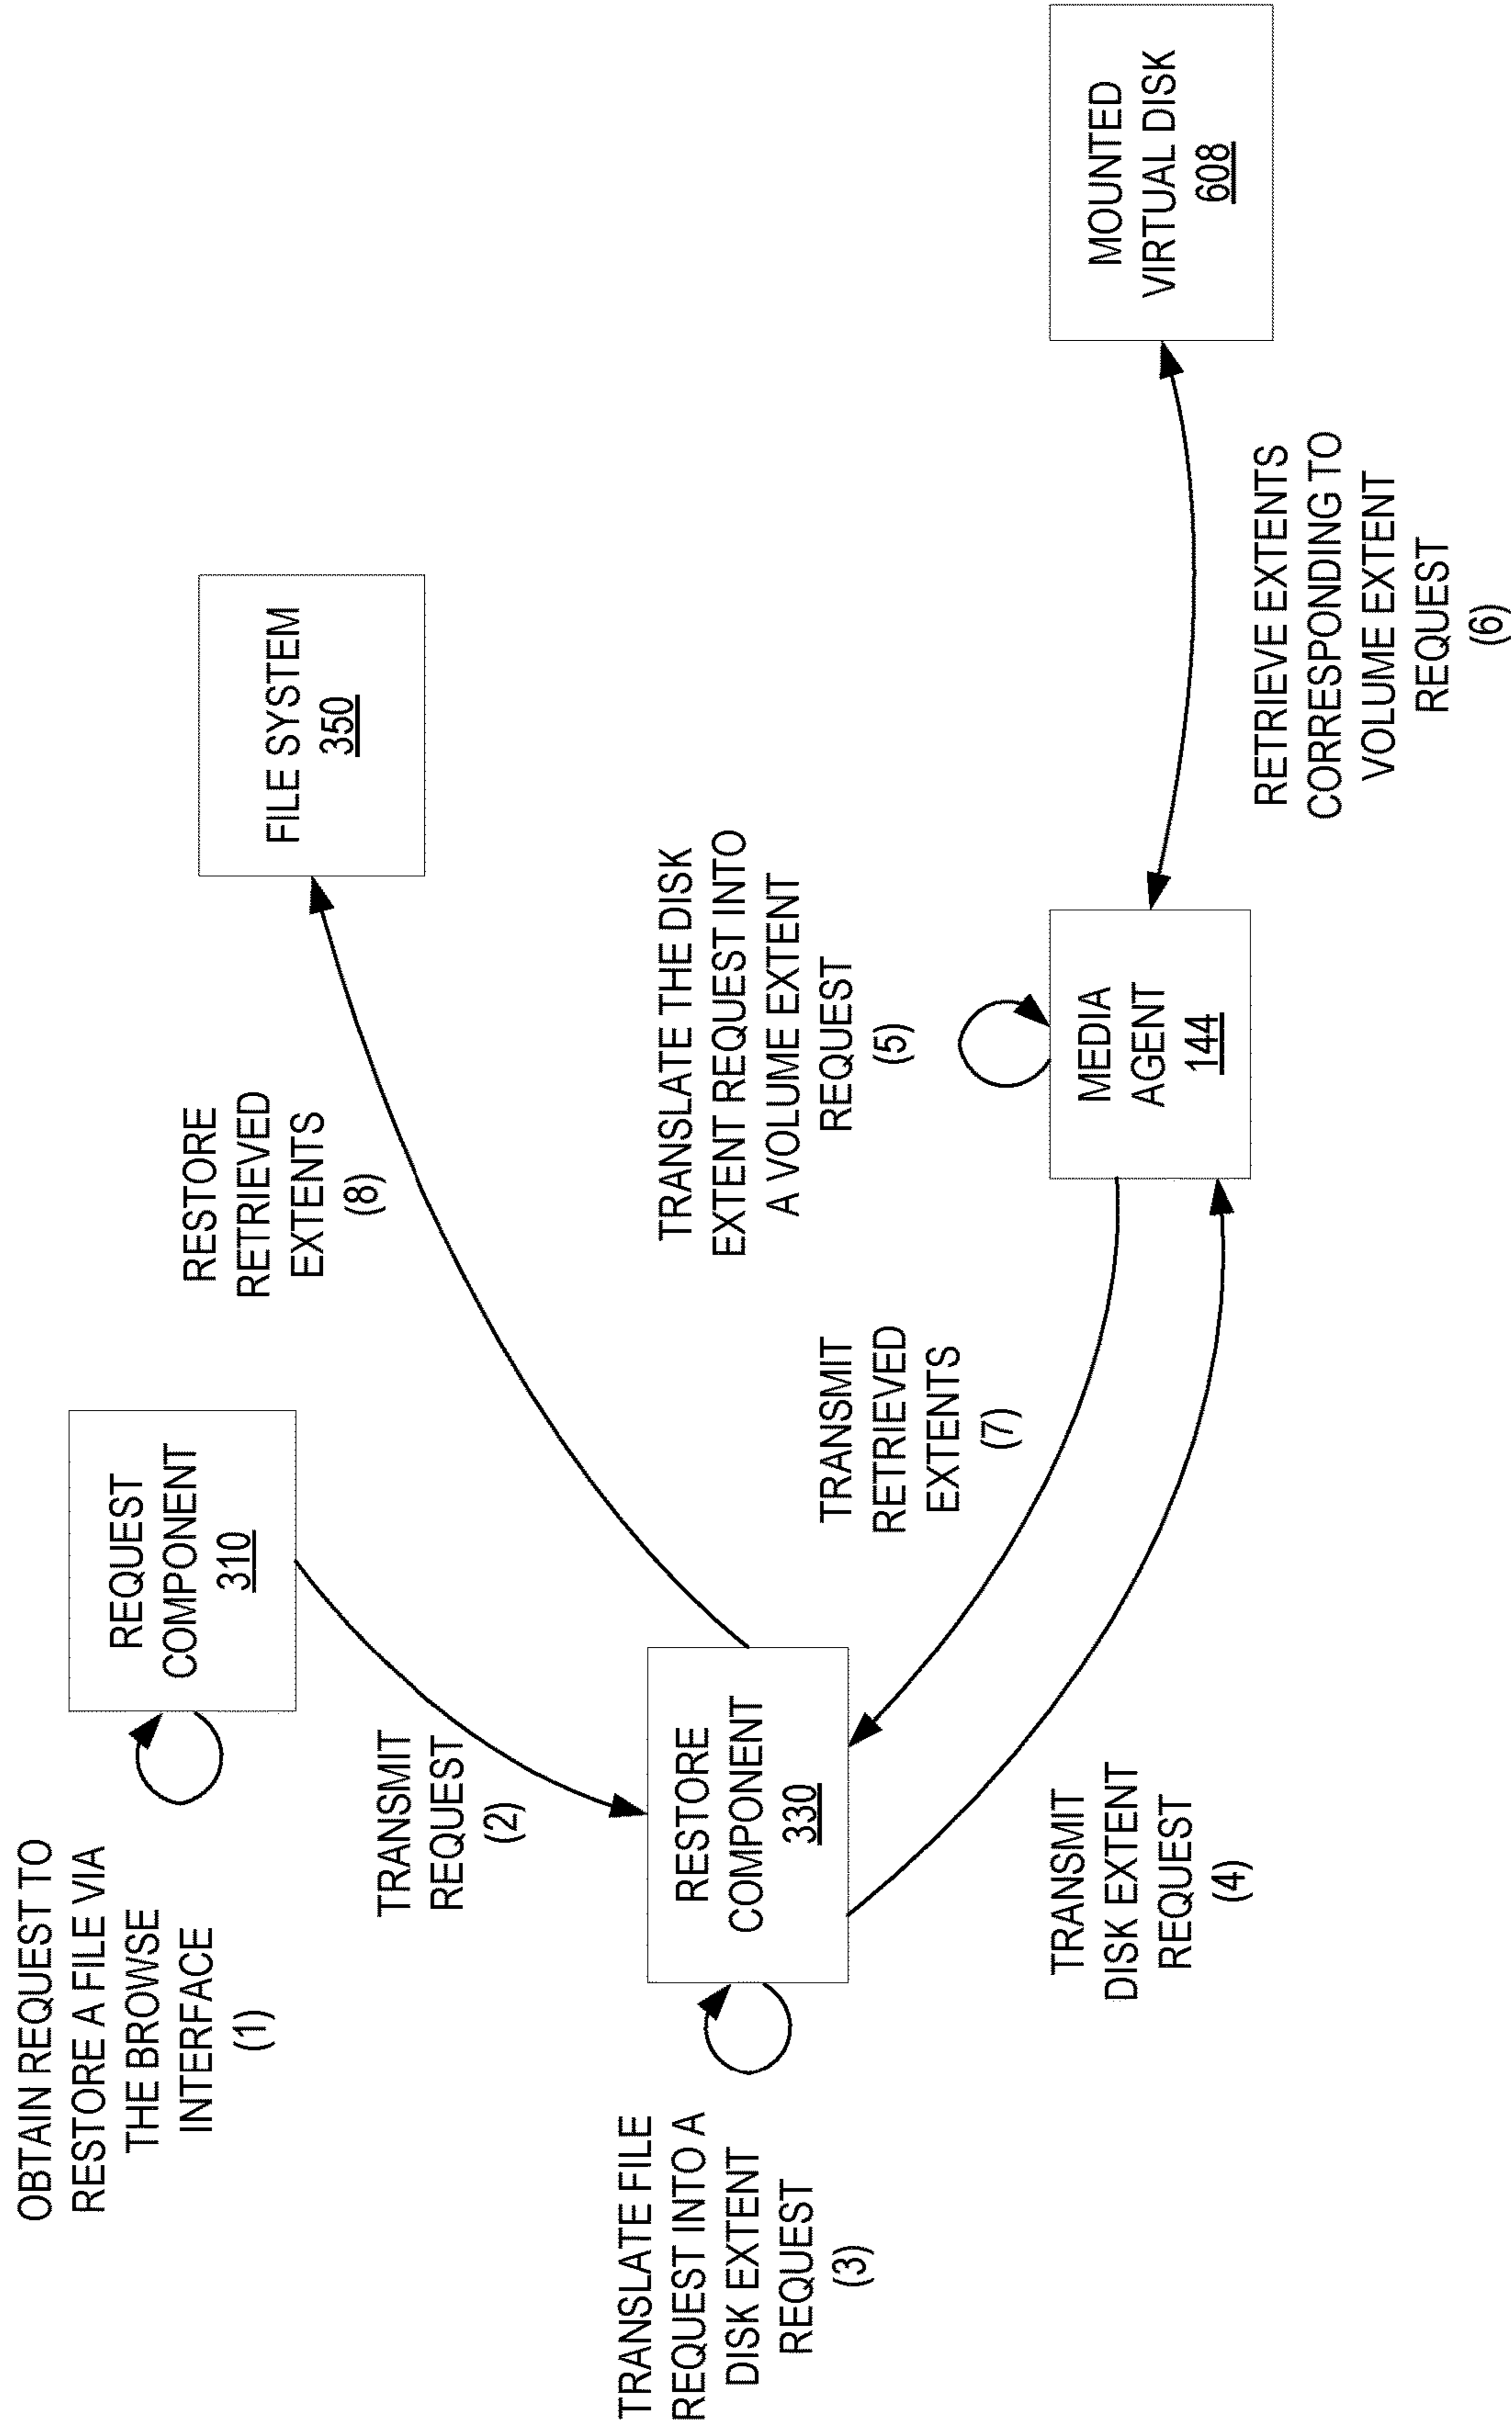 OBTAIN REQUEST TO
RESTORE A FILE VIA
THE BROWSE
INTERFACE
(1)
REQUEST
COMPONENT
310
TRANSMIT
REQUEST
(2)
RESTORE
RETRIEVED
EXTENTS
(8)
FILE SYSTEM
350
TRANSLATE FILE
REQUEST INTO A
DISK EXTENT
REQUEST
(3)
RESTORE
COMPONENT
330
TRANSMIT
RETRIEVED
EXTENTS
(7)
TRANSLATE THE DISK
EXTENT REQUEST INTO
A VOLUME EXTENT
REQUEST
(5)
TRANSMIT
DISK EXTENT
REQUEST
(4)
MEDIA
AGENT
144
RETRIEVE EXTENTS
CORRESPONDING TO
VOLUME EXTENT
REQUEST
(6)
MOUNTED
VIRTUAL DISK
608